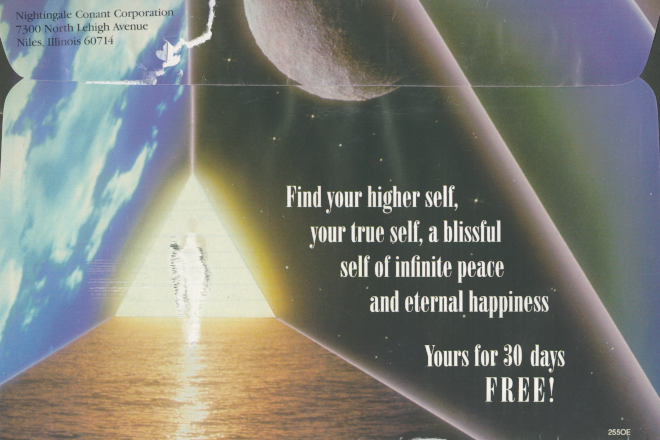 Nightingale Conant Corporation
7300 North Lehigh Avenue
Niles, Illinois 60714
Find your higher self,
your true self, a blissful
self of infinite peace
and eternal happiness
Yours for 30 days
FREE!
2550E